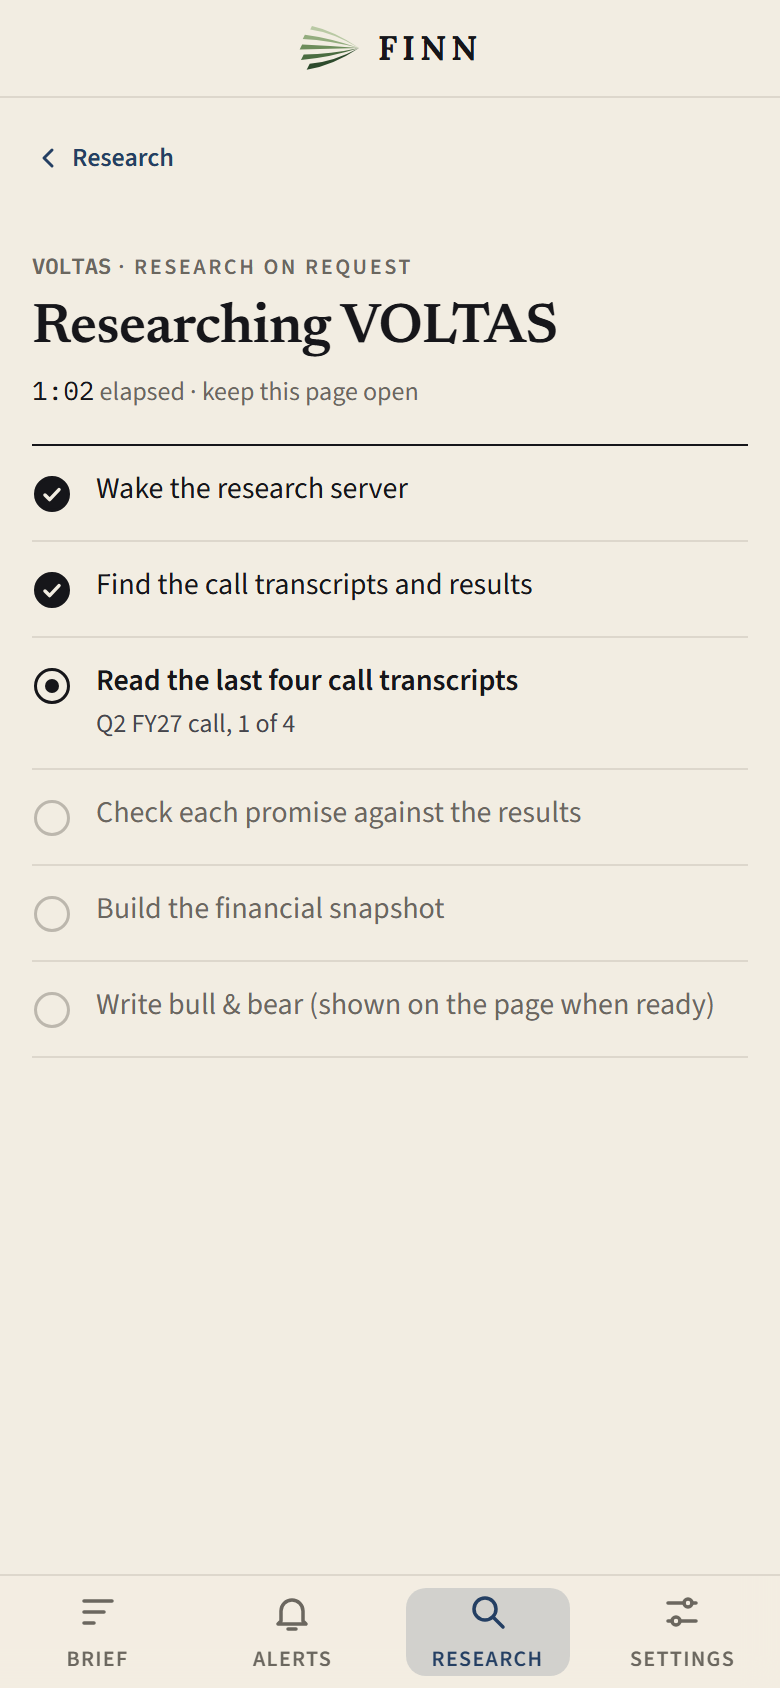 FINN
Research
VOLTAS · RESEARCH ON REQUEST
Researching VOLTAS
1:02 elapsed · keep this page open
Wake the research server
Find the call transcripts and results
Read the last four call transcripts
Q2 FY27 call, 1 of 4
Check each promise against the results
Build the financial snapshot
Write bull & bear (shown on the page when ready)
BRIEF ALERTS RESEARCH SETTINGS